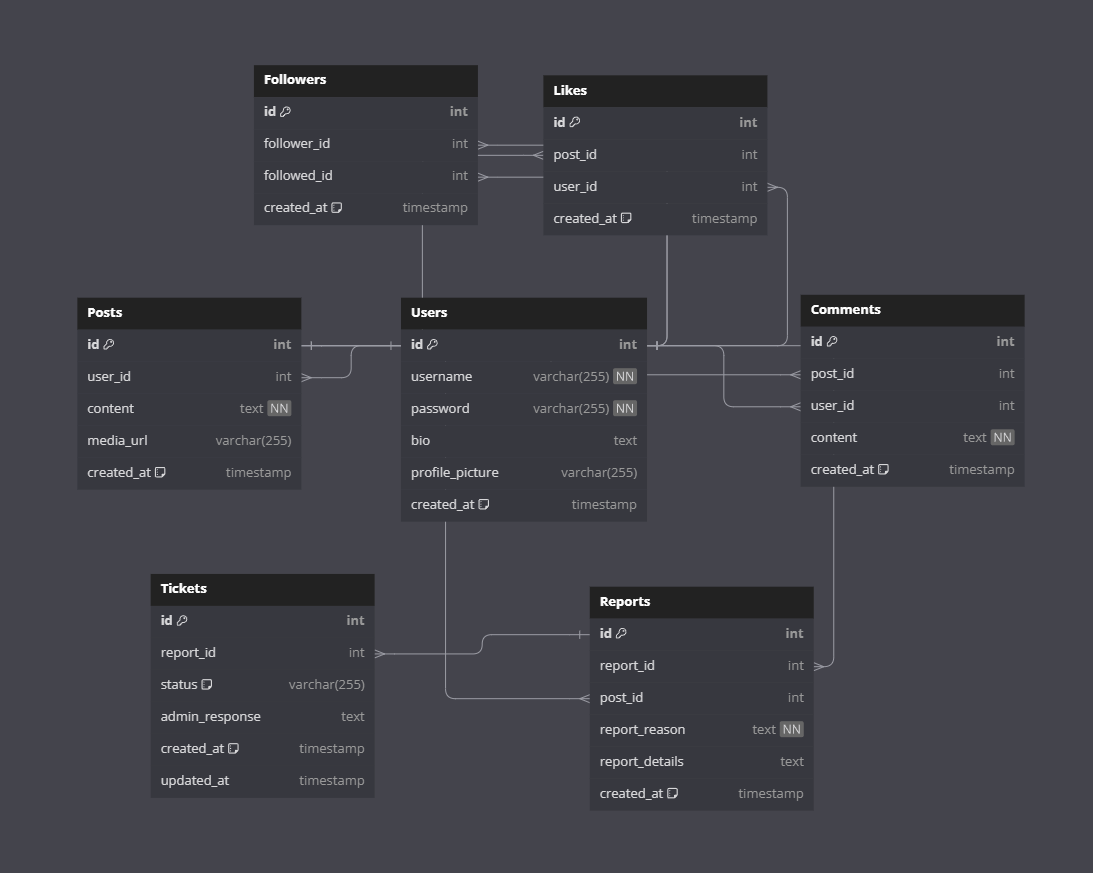 Followers
id int
follower_id int
followed_id int
created_at timestamp
Likes
id int
post_id int
user_id int
created_at timestamp
Posts
id int
user_id int
content text NN
media_url varchar(255)
created_at timestamp
Users
id int
username varchar(255) NN
password varchar(255) NN
bio text
profile_picture varchar(255)
created_at timestamp
Comments
id int
post_id int
user_id int
content text NN
created_at timestamp
Tickets
id int
report_id int
status varchar(255)
admin_response text
created_at timestamp
updated_at timestamp
Reports
id int
report_id int
post_id int
report_reason text NN
report_details text
created_at timestamp